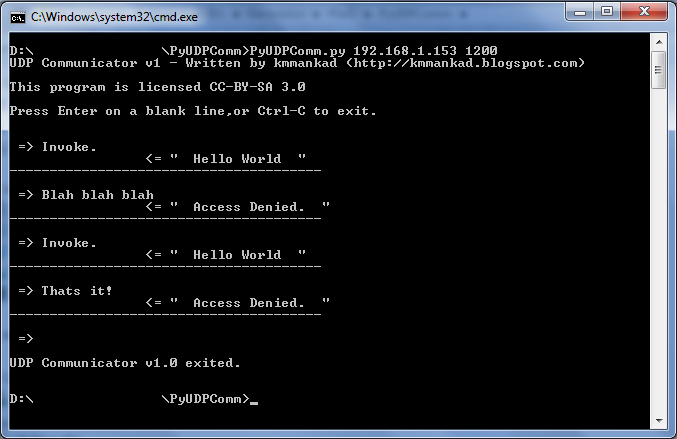 C:\Windows\system32\cmd.exe
D:\ \PyUDPComm>PyUDPComm.py 192.168.1.153 1200
UDP Communicator v1 - Written by kmmankad (http://kmmankad.blogspot.com)
This program is licensed CC-BY-SA 3.0
Press Enter on a blank line,or Ctrl-C to exit.
=> Invoke.
<= "  Hello World  "
----------------------------------------
=> Blah blah blah
<= "  Access Denied.  "
----------------------------------------
=> Invoke.
<= "  Hello World  "
----------------------------------------
=> Thats it!
<= "  Access Denied.  "
----------------------------------------
=>
UDP Communicator v1.0 exited.
D:\ \PyUDPComm>_